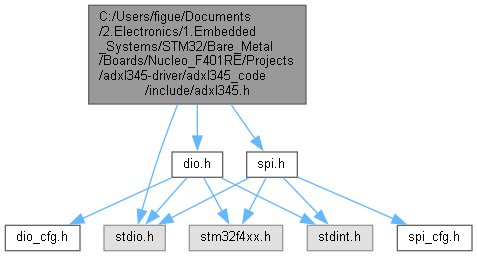 C:/Users/figue/Documents
/2.Electronics/1.Embedded
_Systems/STM32/Bare_Metal
/Boards/Nucleo_F401RE/Projects
/adxl345-driver/adxl345_code
/include/adxl345.h
dio.h
spi.h
dio_cfg.h
stdio.h
stm32f4xx.h
stdint.h
spi_cfg.h